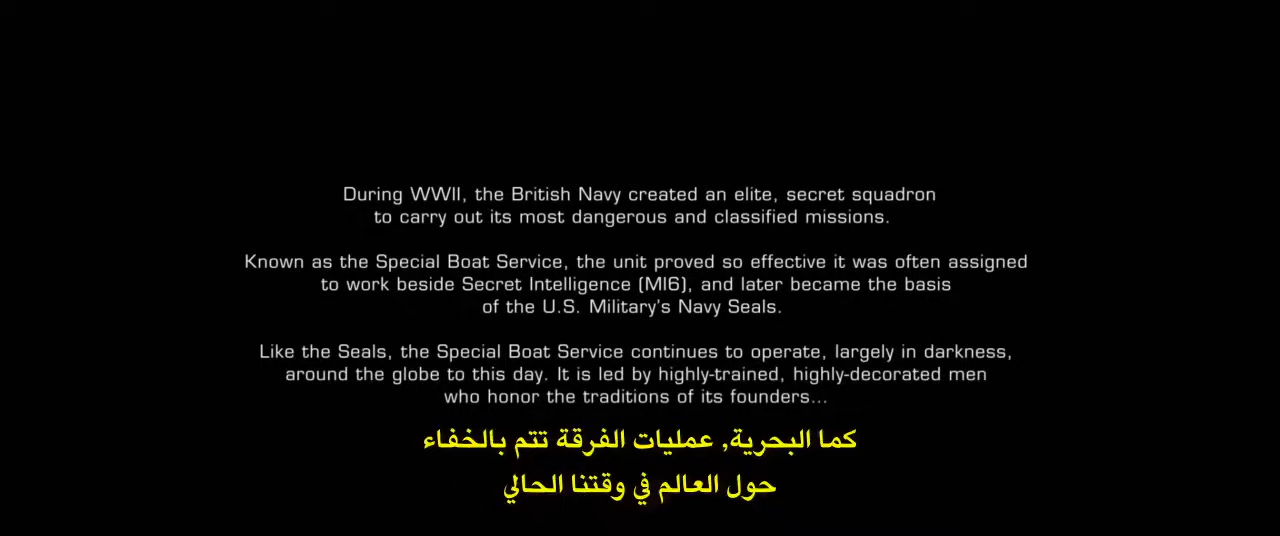 During WWII, the British Navy created an elite, secret squadron
to carry out its most dangerous and classified missions.
Known as the Special Boat Service, the unit proved so effective it was often assigned
to work beside Secret Intelligence (MI6), and later became the basis
of the U.S. Military's Navy Seals.
Like the Seals, the Special Boat Service continues to operate, largely in darkness,
around the globe to this day. It is led by highly-trained, highly-decorated men
who honor the traditions of its founders...
كما البحرية, عمليات الفرقة تتم بالخفاء
حول العالم في وقتنا الحالي